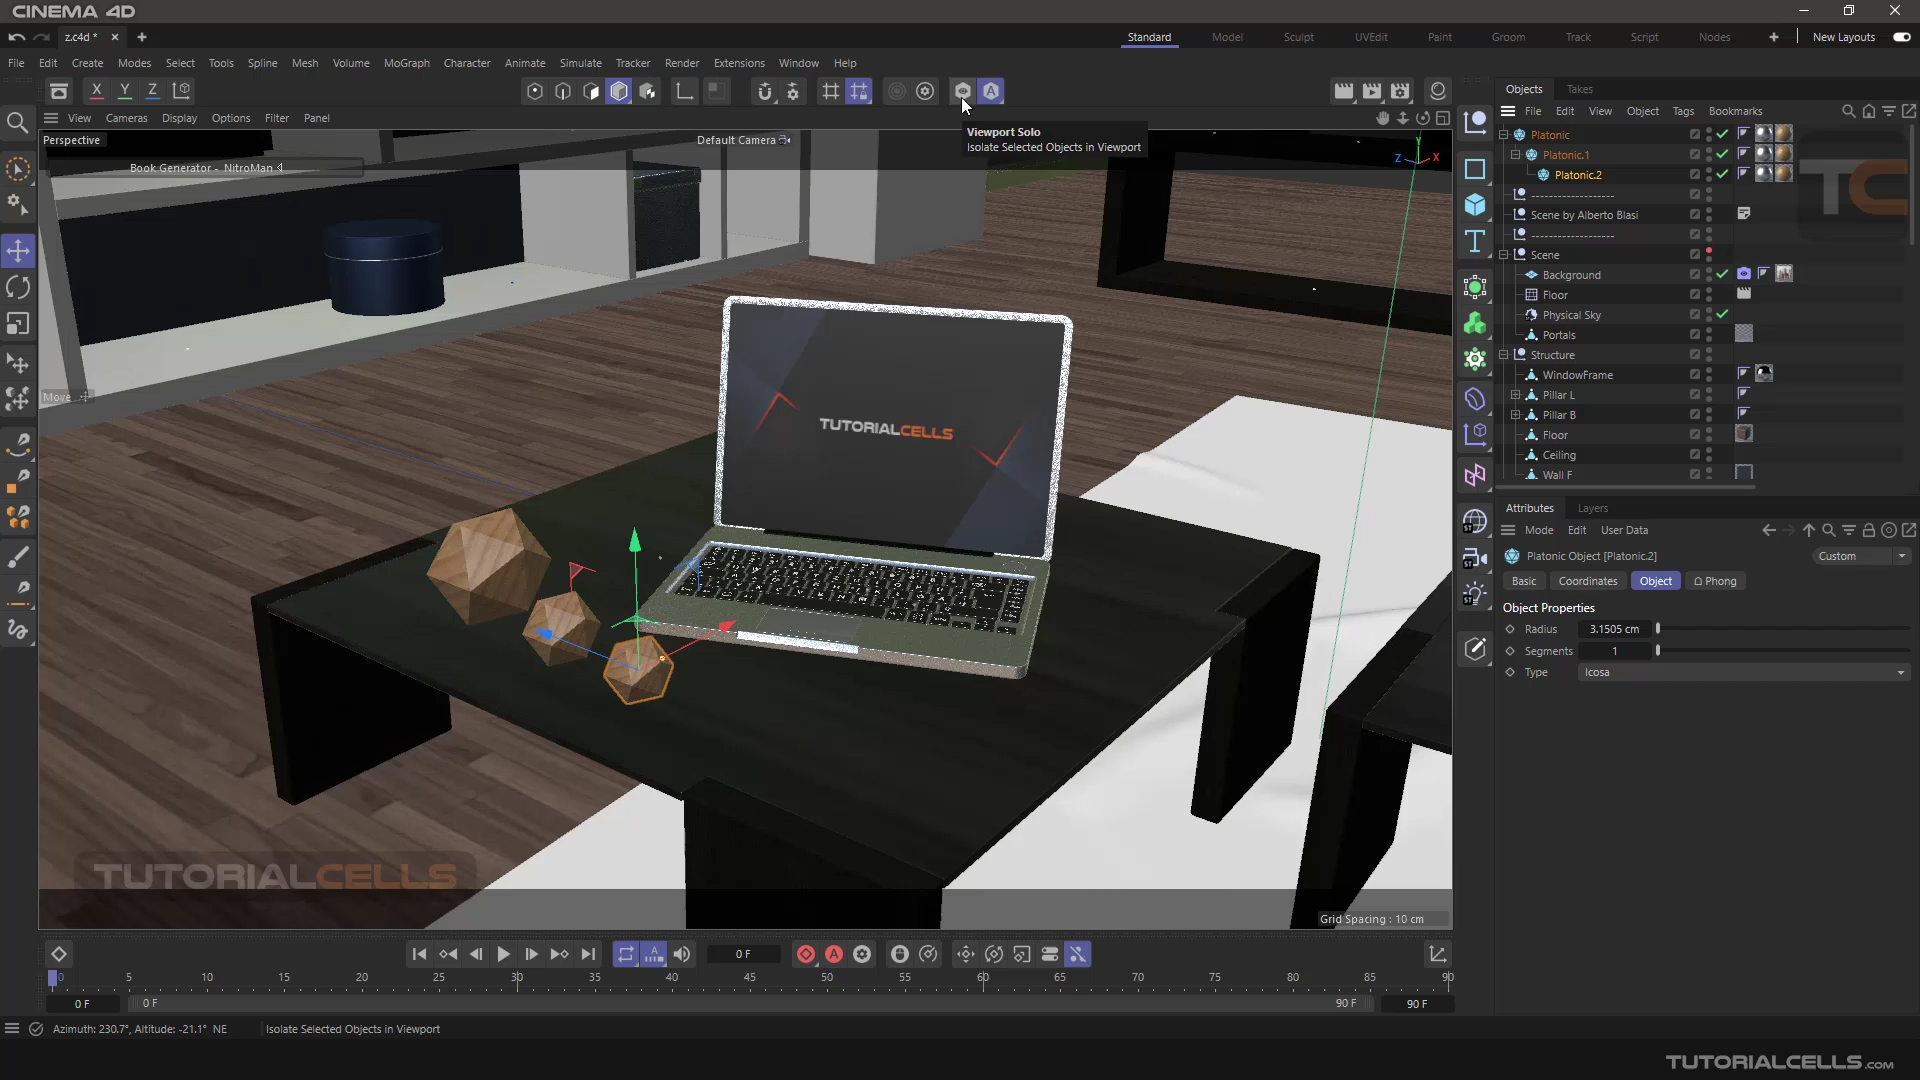 CINEMA 4D
z.c4d *
Standard
Model
Sculpt
UVEdit
Paint
Groom
Track
Script
Nodes
New Layouts
File Edit Create Modes Select Tools Spline Mesh Volume MoGraph Character Animate Simulate Tracker Render Extensions Window Help
X Y Z
A
View Cameras Display Options Filter Panel
Perspective
Default Camera
Viewport Solo
Isolate Selected Objects in Viewport
Book Generator - NitroMan
Y
Z
X
Move
TUTORIALCELLS
TUTORIALCELLS
Grid Spacing : 10 cm
Objects
Takes
File Edit View Object Tags Bookmarks
Platonic
Platonic.1
Platonic.2
-------------------
Scene by Alberto Blasi
-------------------
Scene
Background
Floor
Physical Sky
Portals
Structure
WindowFrame
Pillar L
Pillar B
Floor
Ceiling
Wall F
TC
Attributes
Layers
Mode Edit User Data
Platonic Object [Platonic.2]
Custom
Basic
Coordinates
Object
Phong
Object Properties
Radius 3.1505 cm
Segments 1
Type Icosa
ST
ST
ST
0 F
0 5 10 15 20 25 30 35 40 45 50 55 60 65 70 75 80 85 90
0 F
0 F
90 F
90 F
Azimuth: 230.7°, Altitude: -21.1° NE
Isolate Selected Objects in Viewport
TUTORIALCELLS.COM